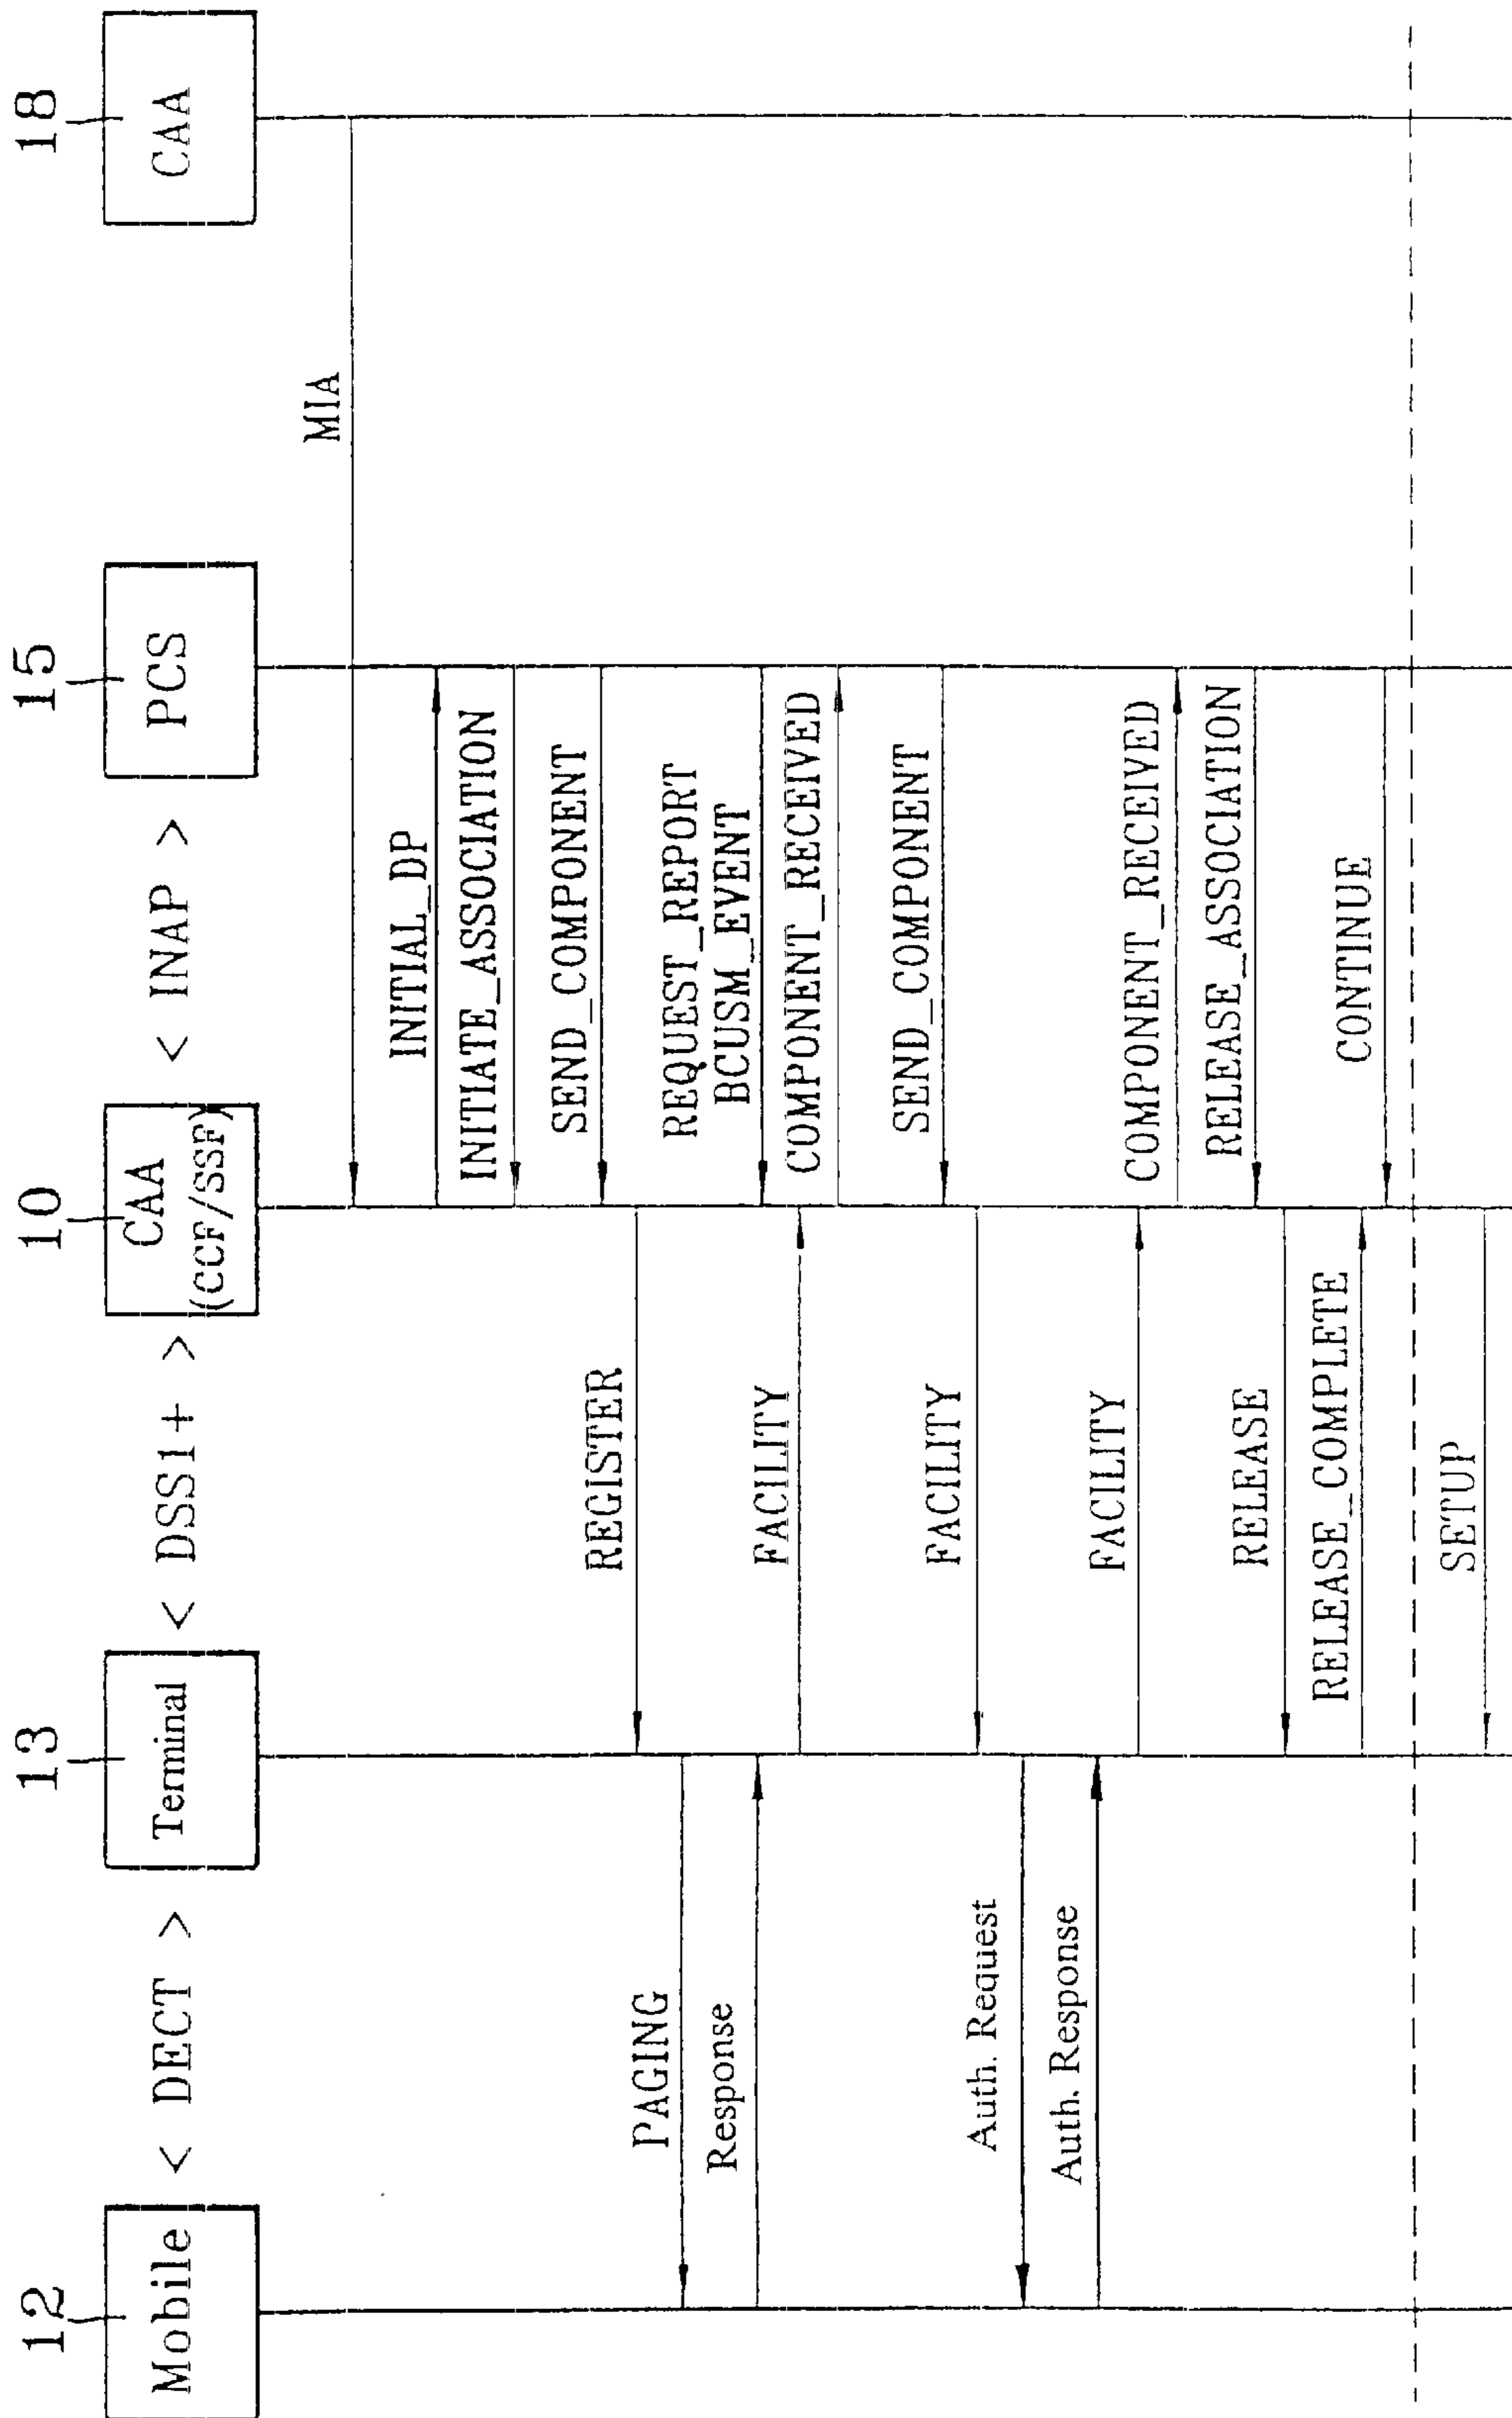 12
13
10
15
18
Mobile
< DECT >
Terminal
< DSS1+ >
CAA
(CCF/SSF)
< INAP >
PCS
CAA
MIA
INITIAL_DP
INITIATE_ASSOCIATION
SEND_COMPONENT
REGISTER
PAGING
Response
REQUEST_REPORT
BCUSM_EVENT
FACILITY
COMPONENT_RECEIVED
SEND_COMPONENT
FACILITY
Auth. Request
Auth. Response
FACILITY
COMPONENT_RECEIVED
RELEASE_ASSOCIATION
RELEASE
RELEASE_COMPLETE
CONTINUE
SETUP